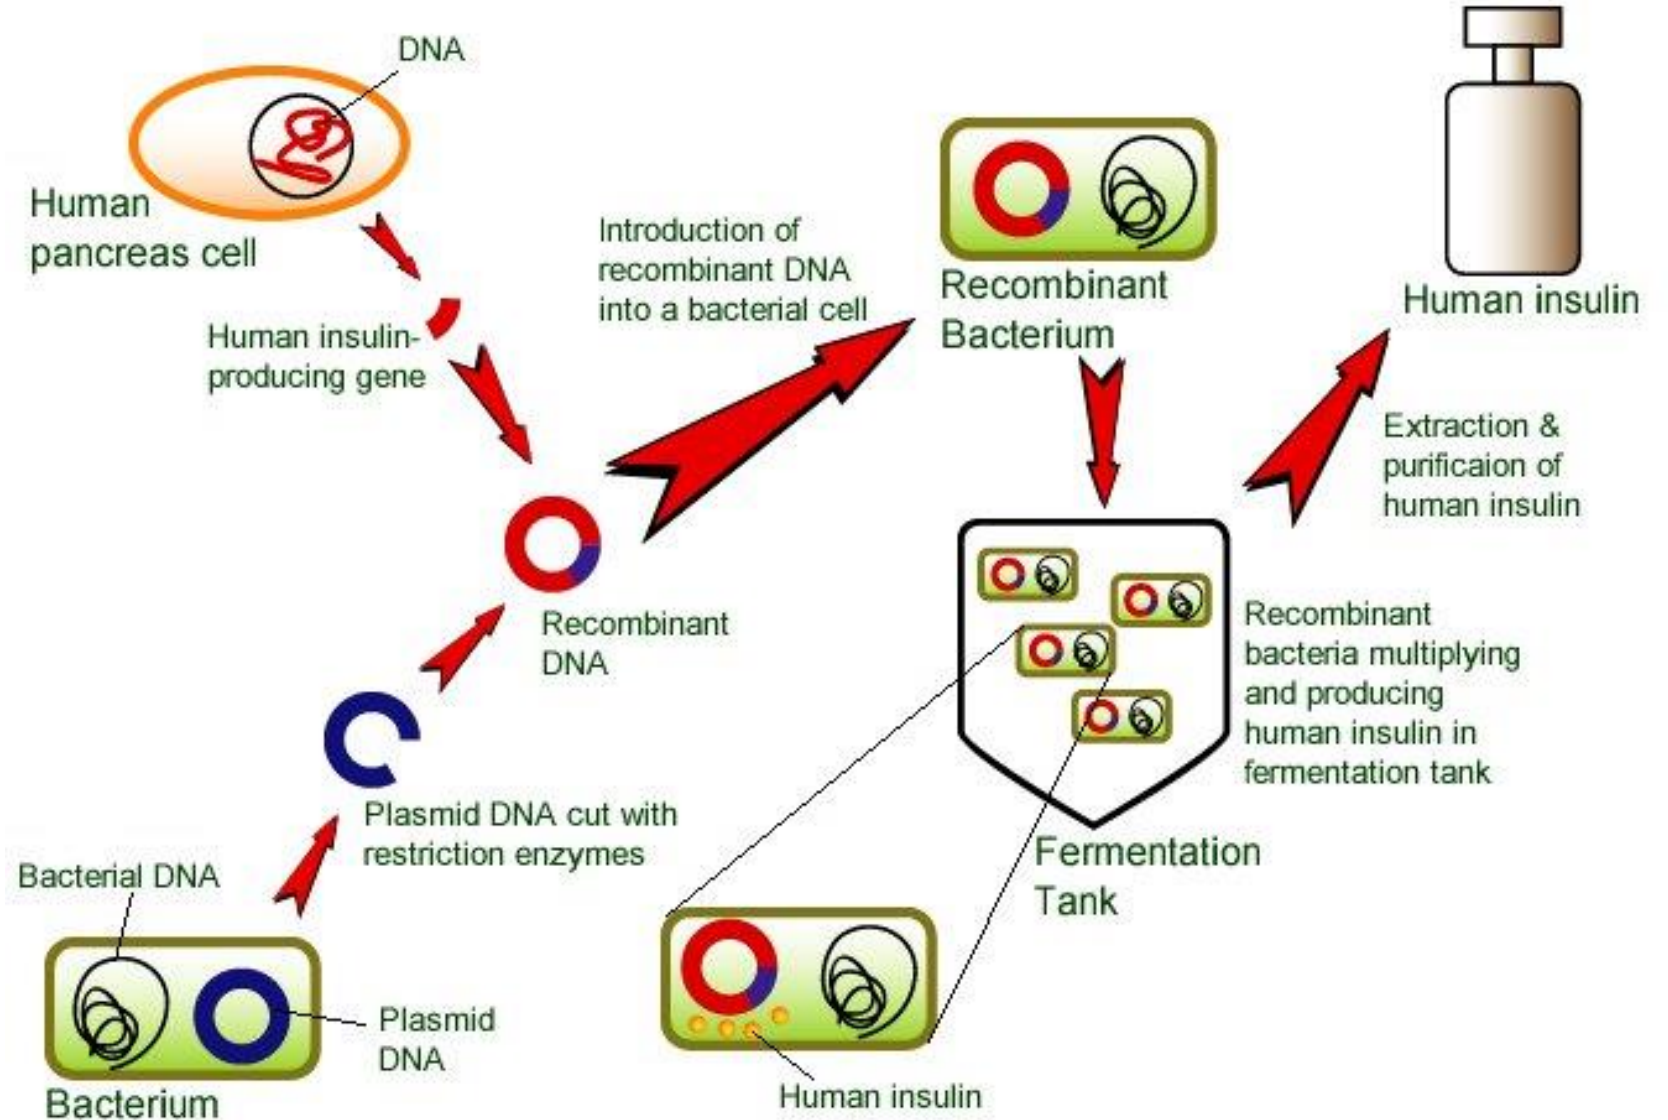 DNA
Human
pancreas cell
Human insulin-
producing gene
Introduction of
recombinant DNA
into a bacterial cell
Recombinant
Bacterium
Human insulin
Extraction &
purificaion of
human insulin
Recombinant
DNA
Recombinant
bacteria multiplying
and producing
human insulin in
fermentation tank
Plasmid DNA cut with
restriction enzymes
Fermentation
Tank
Bacterial DNA
Plasmid
DNA
Bacterium
Human insulin